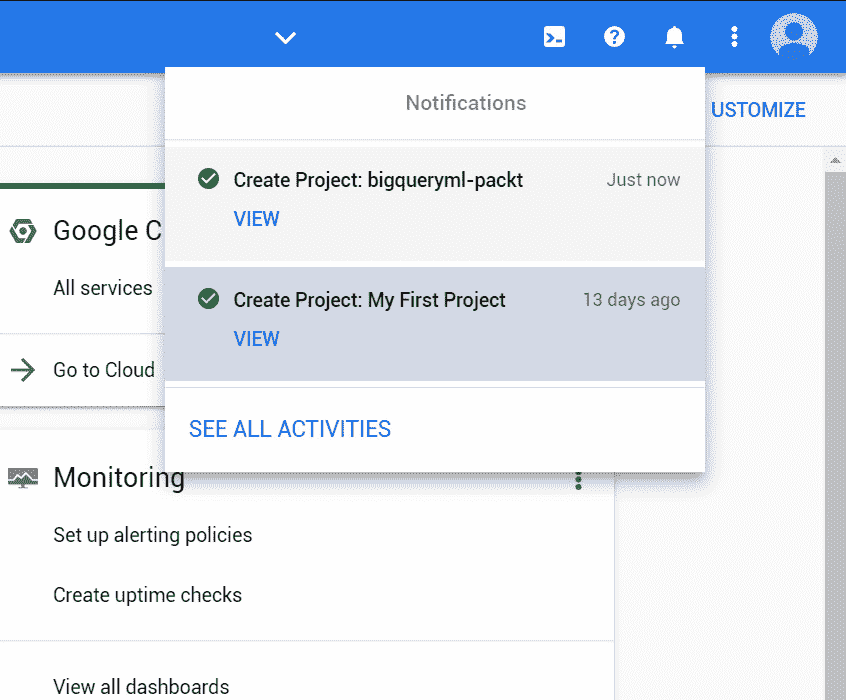 Notifications
USTOMIZE
Create Project: bigqueryml-packt Just now
VIEW
Google C
All services
Create Project: My First Project 13 days ago
VIEW
Go to Cloud
SEE ALL ACTIVITIES
Monitoring
Set up alerting policies
Create uptime checks
View all dashboards